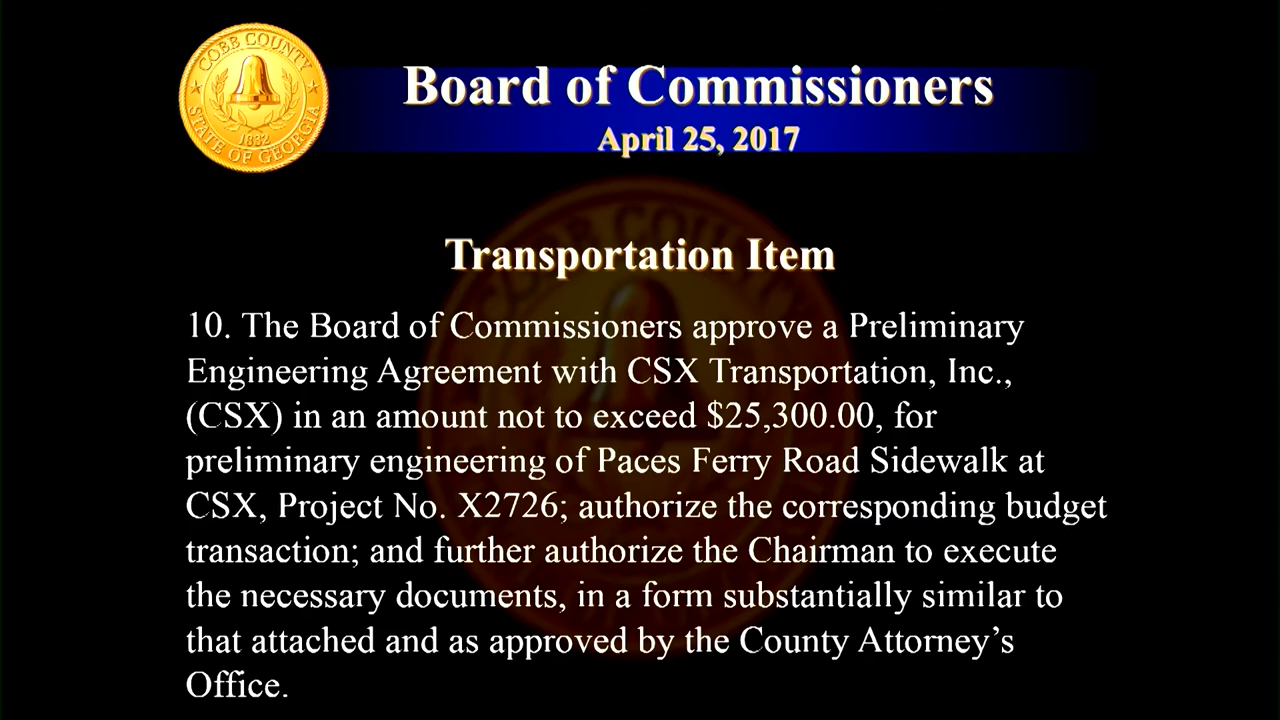 COBB COUNTY
1832
STATE OF GEORGIA
Board of Commissioners
April 25, 2017
Transportation Item
10. The Board of Commissioners approve a Preliminary
Engineering Agreement with CSX Transportation, Inc.,
(CSX) in an amount not to exceed $25,300.00, for
preliminary engineering of Paces Ferry Road Sidewalk at
CSX, Project No. X2726; authorize the corresponding budget
transaction; and further authorize the Chairman to execute
the necessary documents, in a form substantially similar to
that attached and as approved by the County Attorney’s
Office.